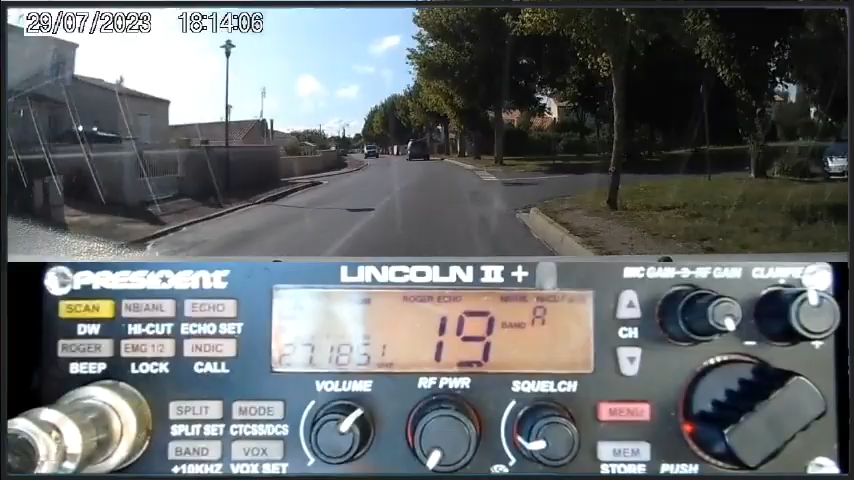 29/07/2023 18:14:06
PRESIDENT LINCOLN II + MIC GAIN RF GAIN CLARIFIER
SCAN NB/ANL ECHO
DW HI-CUT ECHO SET
ROGER EMG 1/2 INDIC
BEEP LOCK CALL
ROGER ECHO
19 BAND A
27.185
CH
VOLUME RF PWR SQUELCH
SPLIT MODE
SPLIT SET CTCSS/DCS
BAND VOX
+10KHZ VOX SET
MENU
MEM
STORE PUSH